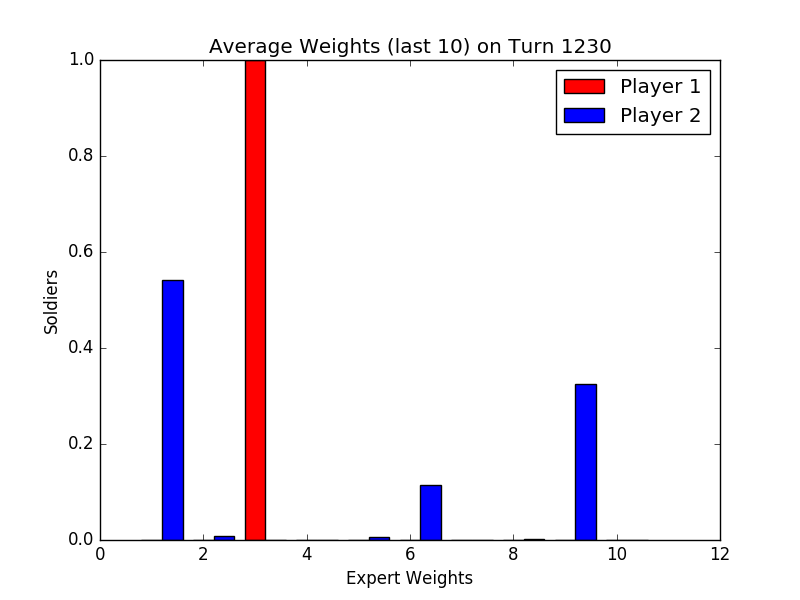 Average Weights (last 10) on Turn 1230
1.0
0.8
0.6
0.4
0.2
0.0
Soldiers
Player 1
Player 2
0 2 4 6 8 10 12
Expert Weights